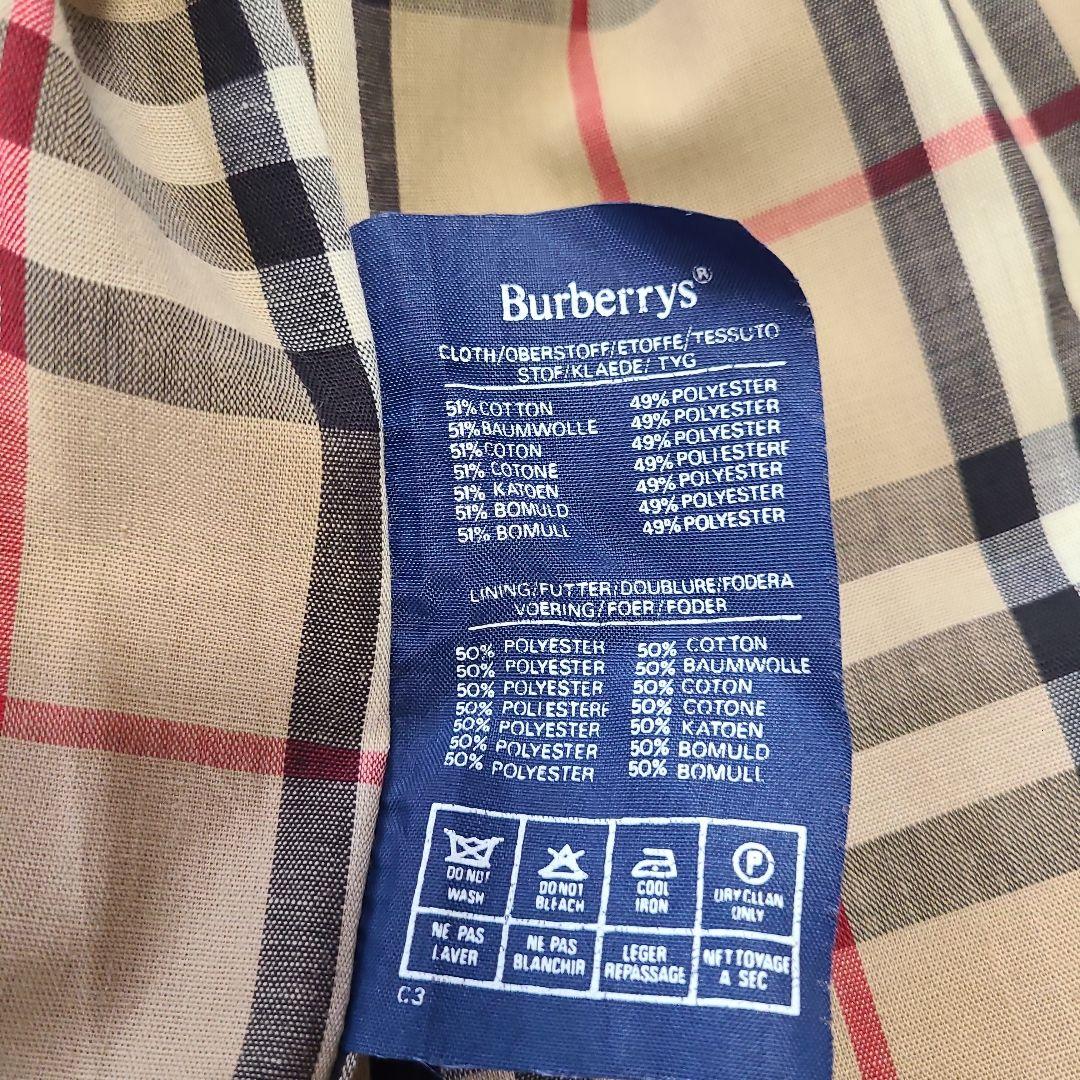 Burberrys®
CLOTH/OBERSTOFF/ETOFFE/TESSUTO
STOF/KLAEDE/TYG
51% COTTON 49% POLYESTER
51% BAUMWOLLE 49% POLYESTER
51% COTON 49% POLYESTER
51% COTONE 49% POLIESTERE
51% KATOEN 49% POLYESTER
51% BOMULD 49% POLYESTER
51% BOMULL 49% POLYESTER
LINING/FUTTER/DOUBLURE/FODERA
VOERING/FOER/FODER
50% POLYESTER 50% COTTON
50% POLYESTER 50% BAUMWOLLE
50% POLYESTER 50% COTON
50% POLIESTERE 50% COTONE
50% POLYESTER 50% KATOEN
50% POLYESTER 50% BOMULD
50% POLYESTER 50% BOMULL
DO NOT
WASH
DO NOT
BLEACH
COOL
IRON
P
DRY CLEAN
ONLY
NE PAS
LAVER
NE PAS
BLANCHIR
LEGER
REPASSAGE
NETTOYAGE
A SEC
C3